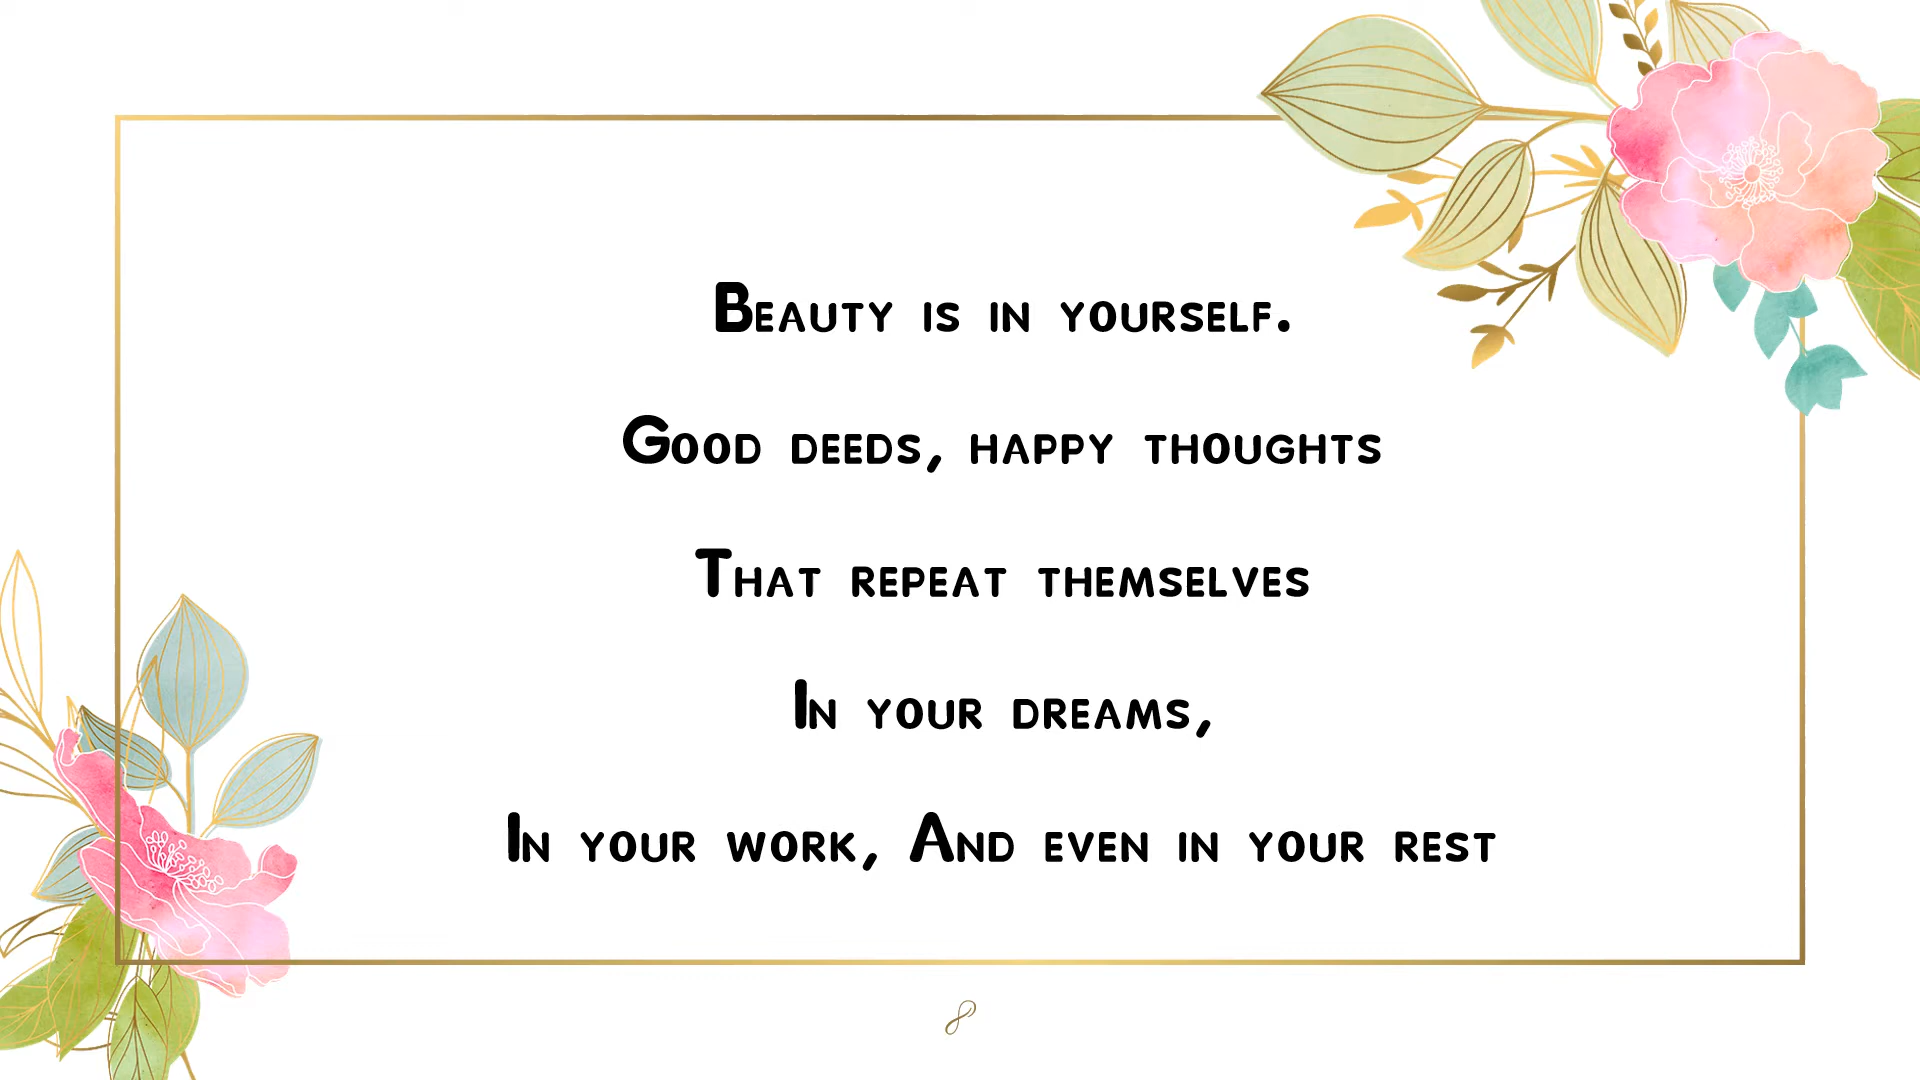 Beauty is in yourself.
Good deeds, happy thoughts
That repeat themselves
In your dreams,
In your work, And even in your rest
8